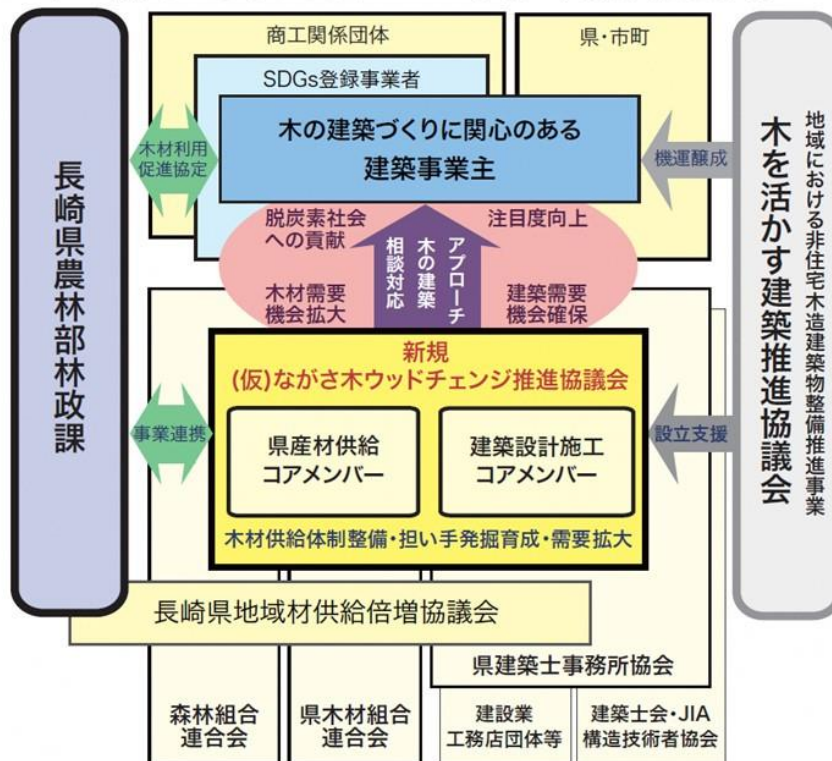 商工関係団体
県・市町
SDGs登録事業者
木の建築づくりに関心のある
建築事業主
木材利用
促進協定
機運醸成
長崎県農林部林政課
地域における非住宅木造建築物整備推進事業
木を活かす建築推進協議会
脱炭素社会
への貢献
注目度向上
アプローチ
木の建築
相談対応
木材需要
機会拡大
建築需要
機会確保
新規
(仮)ながさ木ウッドチェンジ推進協議会
事業連携
県産材供給
コアメンバー
建築設計施工
コアメンバー
設立支援
木材供給体制整備・担い手発掘育成・需要拡大
長崎県地域材供給倍増協議会
県建築士事務所協会
森林組合
連合会
県木材組合
連合会
建設業
工務店団体等
建築士会・JIA
構造技術者協会